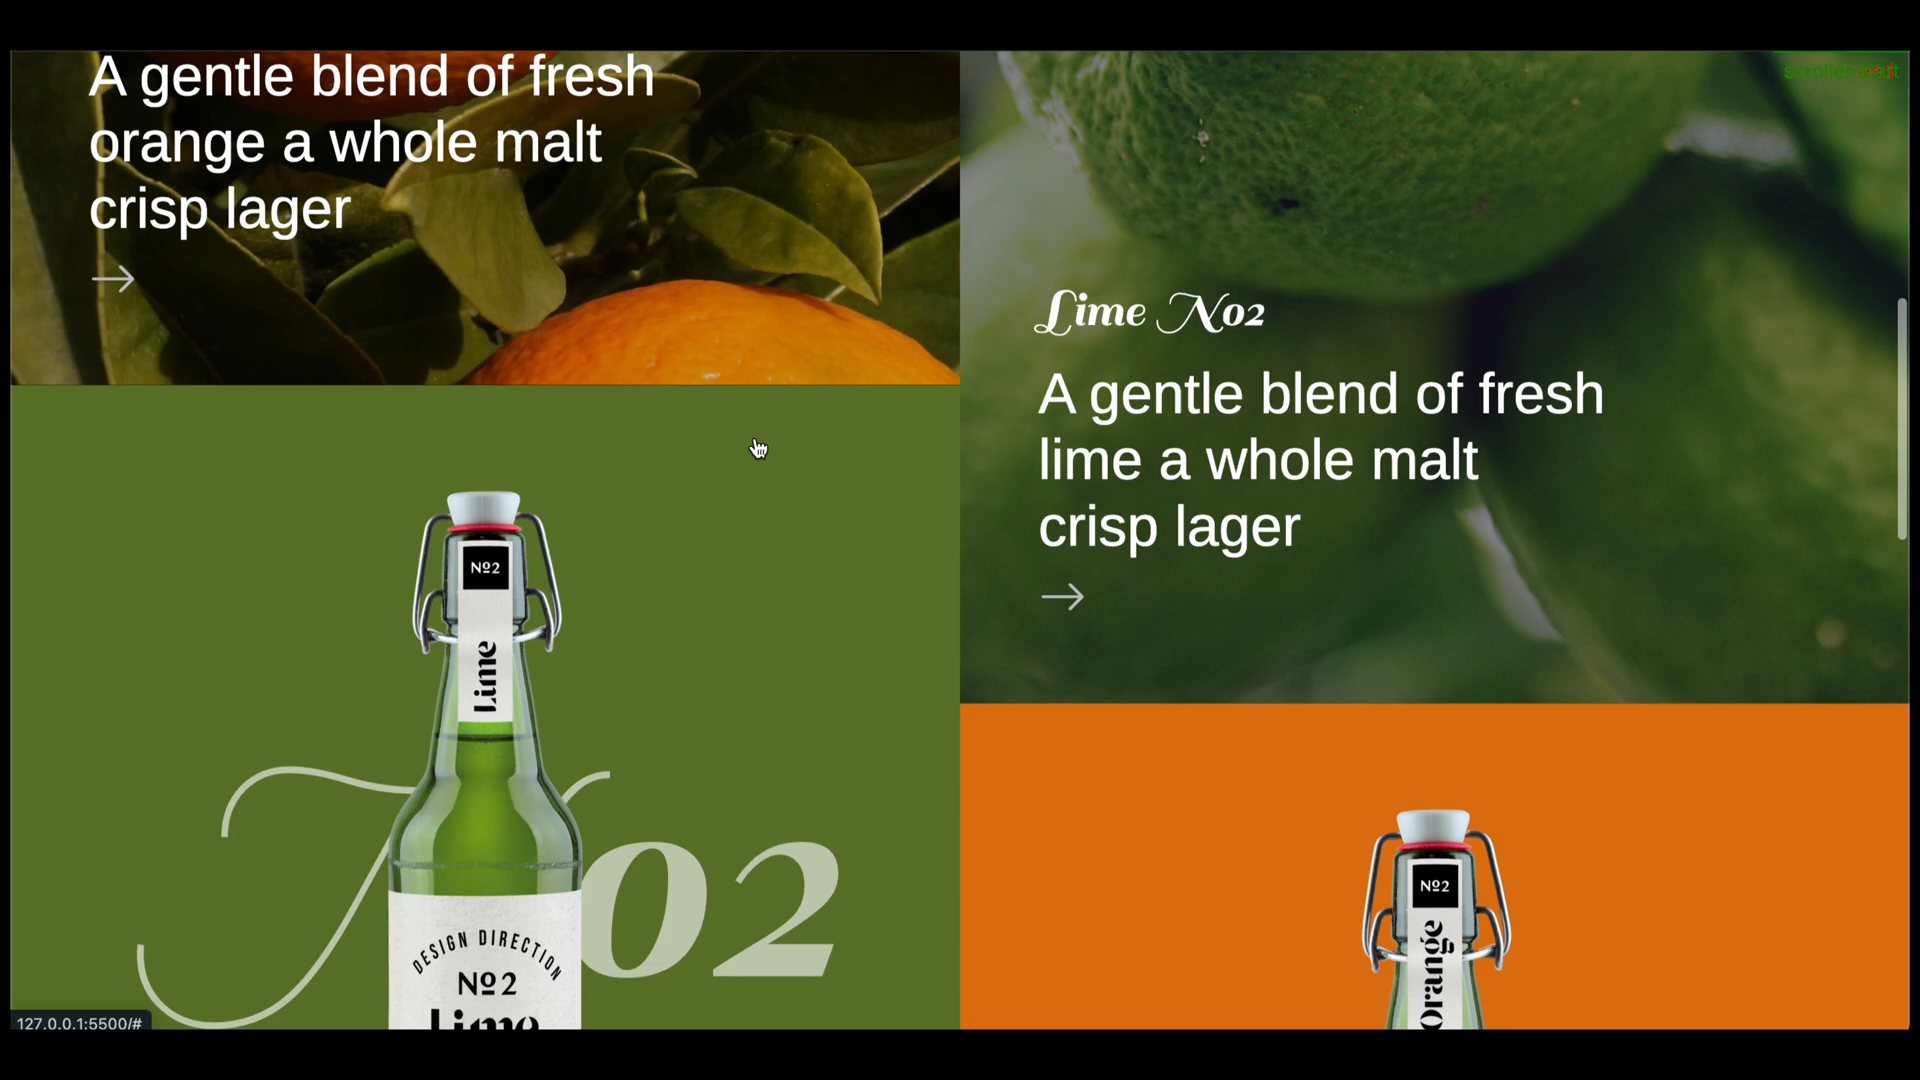 A gentle blend of fresh
orange a whole malt
crisp lager
Lime No2
A gentle blend of fresh
lime a whole malt
crisp lager
Nº2
Lime
No2
DESIGN DIRECTION
Nº2
Lime
Nº2
Orange
127.0.0.1:5500/#